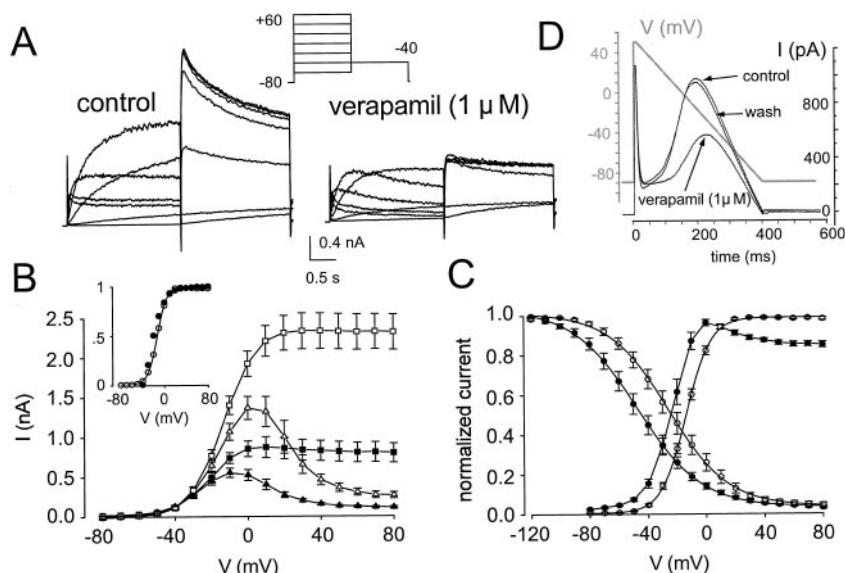 A
control
+60
-80
-40
verapamil (1 µM)
0.4 nA
0.5 s
D
V (mV)
I (pA)
40
0
-40
-80
control
wash
verapamil (1µM)
1200
800
400
0
0
200
400
600
time (ms)
B
I (nA)
2.5
2.0
1.5
1.0
0.5
0.0
-80
-40
0
40
80
V (mV)
1
.5
0
-80
-40
0
40
80
V (mV)
C
normalized current
1.0
0.8
0.6
0.4
0.2
0.0
-120
-80
-40
0
40
80
V (mV)